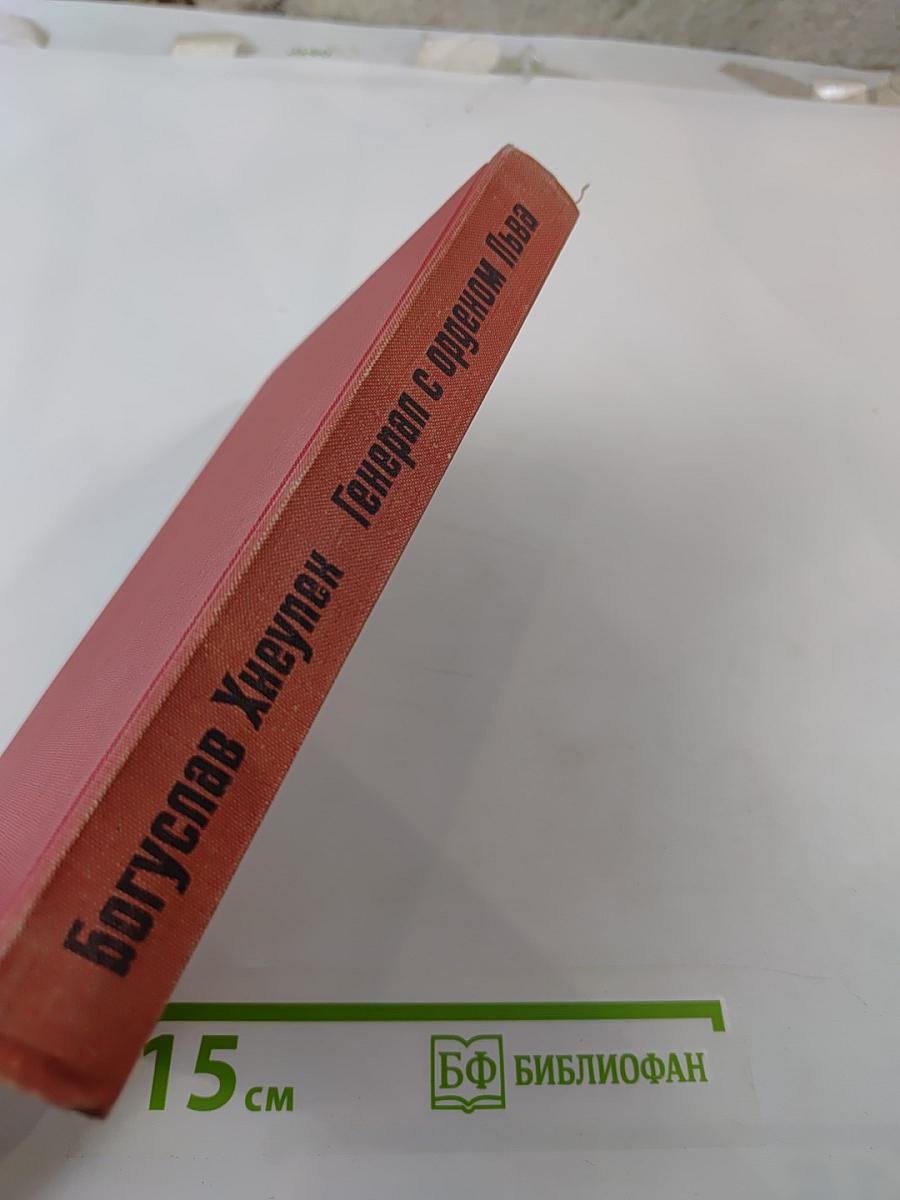 Богуслав Хнеупек Генерал с орденом Льва
15 см
БФ БИБЛИОФАН